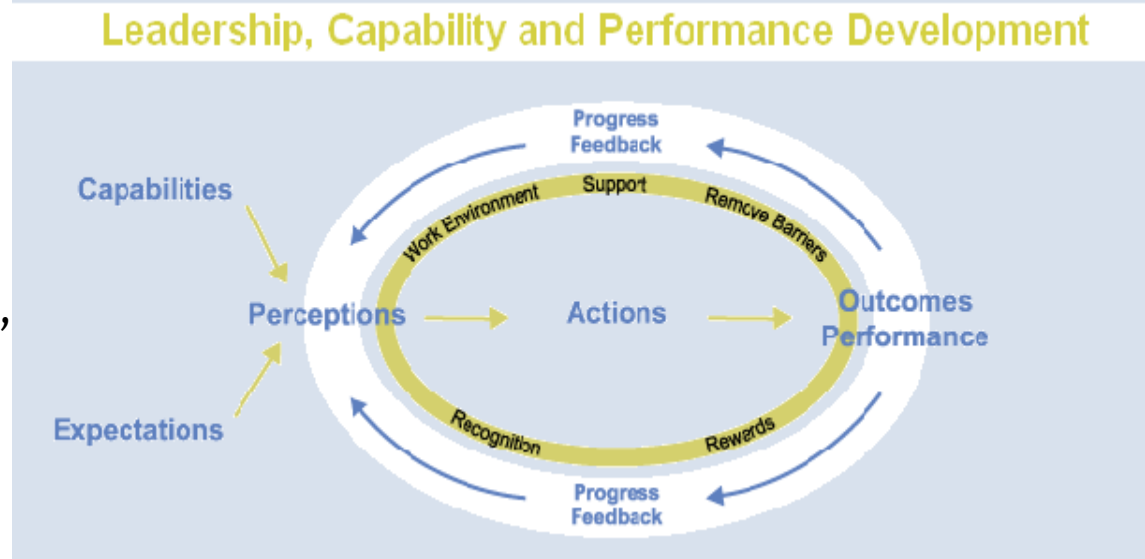 Leadership, Capability and Performance Development
Progress
Feedback
Capabilities
Work Environment
Support
Remove Barriers
,
Perceptions
Actions
Outcomes
Performance
Expectations
Recognition
Rewards
Progress
Feedback